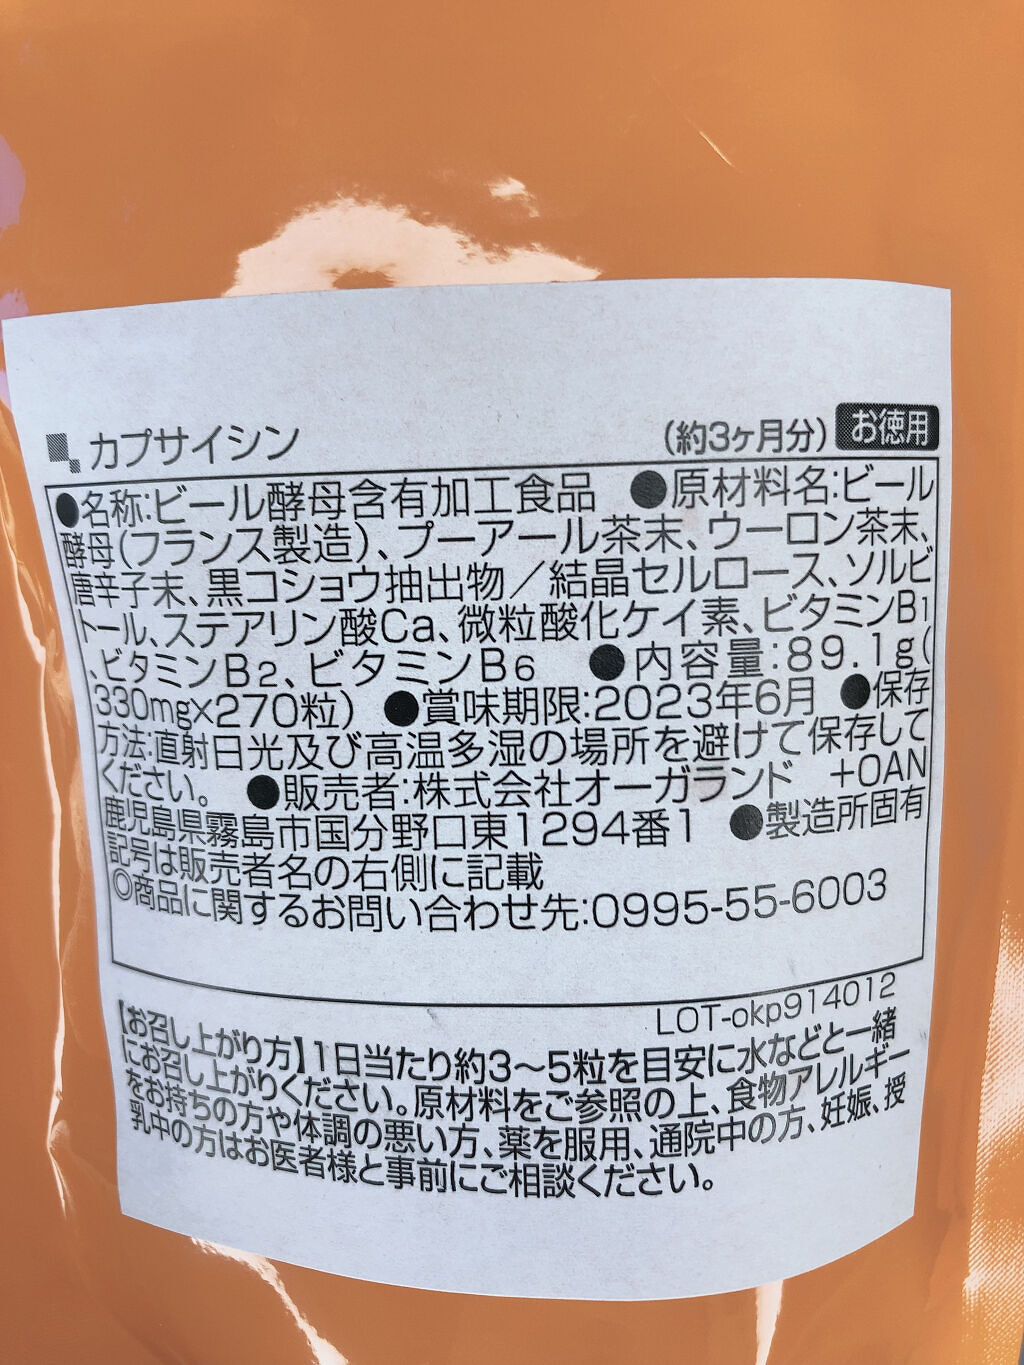 カプサイシン (約3ヶ月分) お徳用
●名称:ビール酵母含有加工食品 ●原材料名:ビール
酵母(フランス製造)、プーアール茶末、ウーロン茶末、
唐辛子末、黒コショウ抽出物／結晶セルロース、ソルビ
トール、ステアリン酸Ca、微粒酸化ケイ素、ビタミンB1
、ビタミンB2、ビタミンB6 ●内容量:89.1g(
330mg×270粒) ●賞味期限:2023年6月 ●保存
方法:直射日光及び高温多湿の場所を避けて保存して
ください。 ●販売者:株式会社オーガランド +OAN
鹿児島県霧島市国分野口東1294番1 ●製造所固有
記号は販売者名の右側に記載
◎商品に関するお問い合わせ先:0995-55-6003
LOT-okp914012
【お召し上がり方】1日当たり約3～5粒を目安に水などと一緒
にお召し上がりください。原材料をご参照の上、食物アレルギー
をお持ちの方や体調の悪い方、薬を服用、通院中の方、妊娠、授
乳中の方はお医者様と事前にご相談ください。